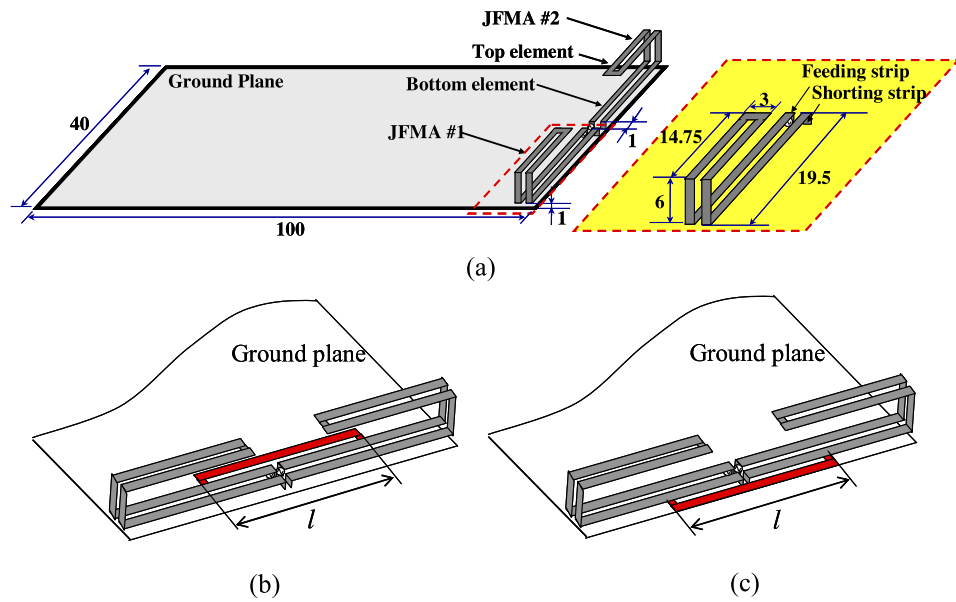 JFMA #2
Top element
Ground Plane
Bottom element
Feeding strip
Shorting strip
40
JFMA #1
1
3
14.75
19.5
6
1
100
(a)
Ground plane
l
Ground plane
l
(b)
(c)